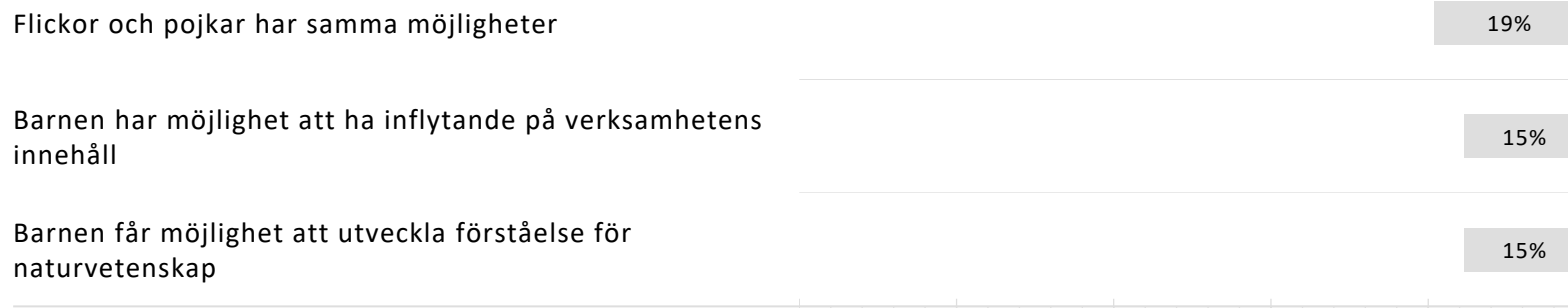 Flickor och pojkar har samma möjligheter
19%
Barnen har möjlighet att ha inflytande på verksamhetens
innehåll
15%
Barnen får möjlighet att utveckla förståelse för
naturvetenskap
15%